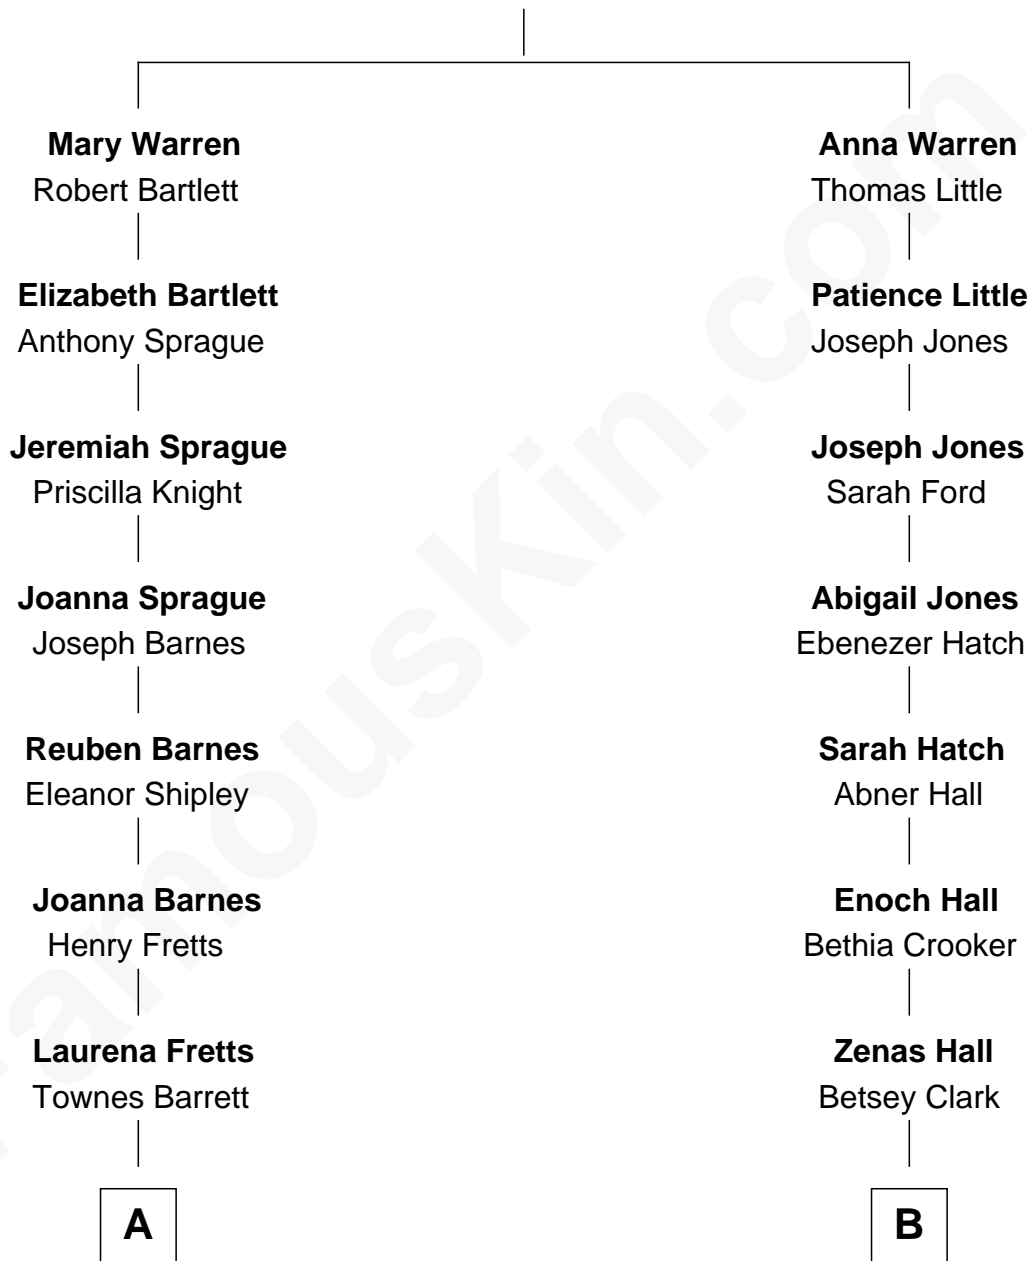 Mary Warren
Robert Bartlett
Elizabeth Bartlett
Anthony Sprague
Jeremiah Sprague
Priscilla Knight
Joanna Sprague
Joseph Barnes
Reuben Barnes
Eleanor Shipley
Joanna Barnes
Henry Fretts
Laurena Fretts
Townes Barrett
A
Anna Warren
Thomas Little
Patience Little
Joseph Jones
Joseph Jones
Sarah Ford
Abigail Jones
Ebenezer Hatch
Sarah Hatch
Abner Hall
Enoch Hall
Bethia Crooker
Zenas Hall
Betsey Clark
B
FamousKin.com